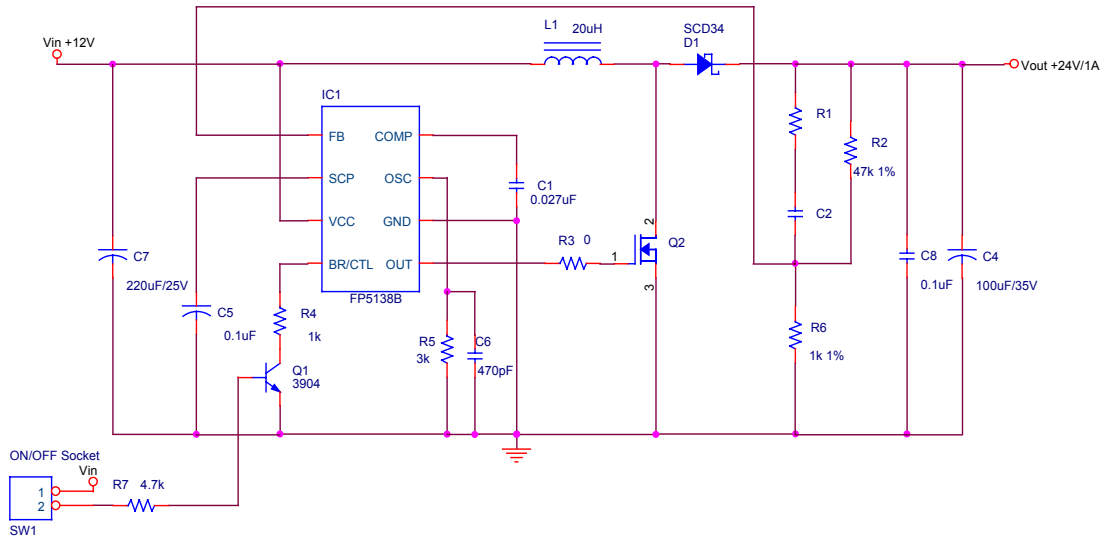 L1
20uH
SCD34
D1
Vin +12V
Vout +24V/1A
IC1
FB
COMP
SCP
OSC
VCC
GND
BR/CTL
OUT
FP5138B
C1
0.027uF
R1
R2
47k 1%
C2
R3
0
1
2
3
Q2
C7
220uF/25V
C5
0.1uF
R4
1k
C8
0.1uF
C4
100uF/35V
R6
1k 1%
R5
3k
C6
470pF
Q1
3904
ON/OFF Socket
Vin
R7
4.7k
1
2
SW1